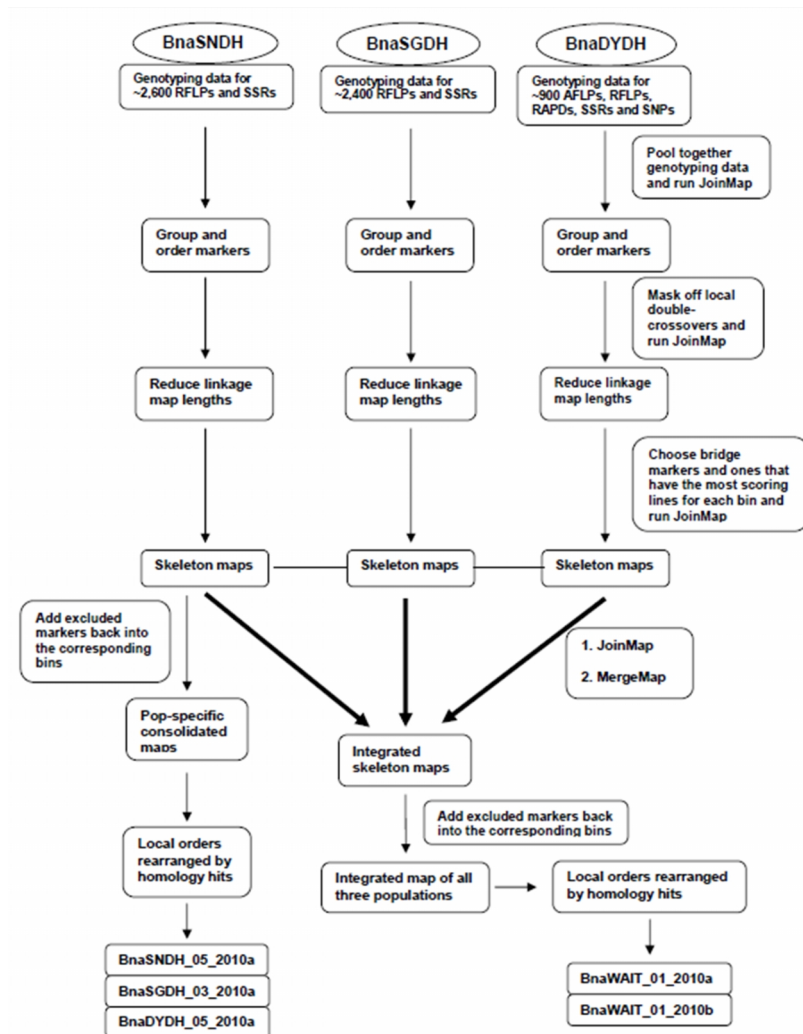 BnaSNDH
BnaSGDH
BnaDYDH
Genotyping data for
~2,600 RFLPs and SSRs
Genotyping data for
~2,400 RFLPs and SSRs
Genotyping data for
~900 AFLPs, RFLPs,
RAPDs, SSRs and SNPs
Pool together
genotyping data
and run JoinMap
Group and
order markers
Group and
order markers
Group and
order markers
Mask off local
double-
crossovers and
run JoinMap
Reduce linkage
map lengths
Reduce linkage
map lengths
Reduce linkage
map lengths
Choose bridge
markers and ones that
have the most scoring
lines for each bin and
run JoinMap
Skeleton maps
Skeleton maps
Skeleton maps
Add excluded
markers back into
the corresponding
bins
1. JoinMap
2. MergeMap
Pop-specific
consolidated
maps
Integrated
skeleton maps
Add excluded markers back
into the corresponding bins
Local orders
rearranged by
homology hits
Integrated map of all
three populations
Local orders rearranged
by homology hits
BnaSNDH_05_2010a
BnaSGDH_03_2010a
BnaDYDH_05_2010a
BnaWAIT_01_2010a
BnaWAIT_01_2010b